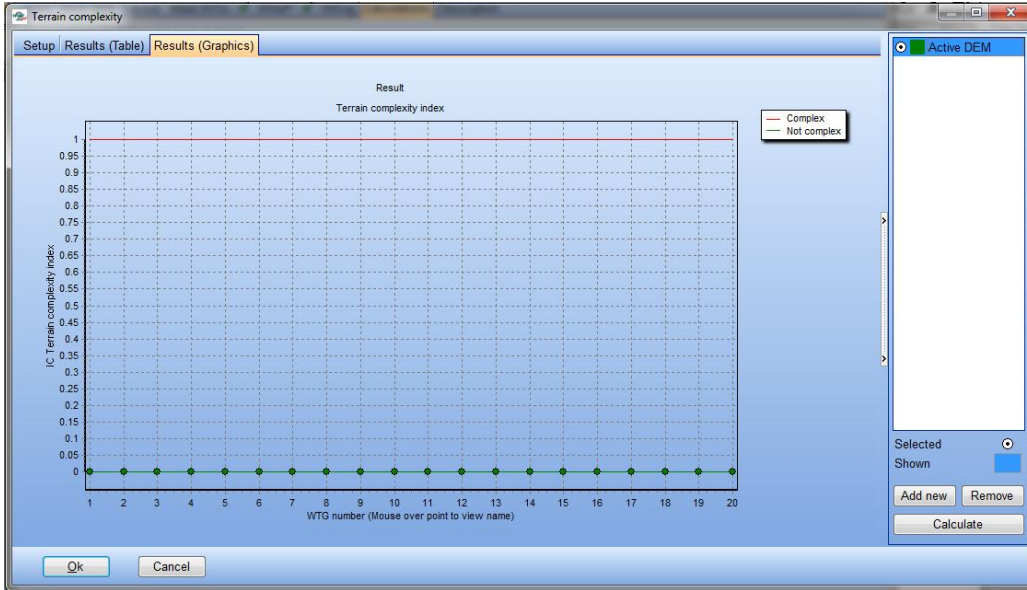 Terrain complexity
Setup Results (Table) Results (Graphics)
Result
Terrain complexity index
Complex
Not complex
1
0.95
0.9
0.85
0.8
0.75
0.7
0.65
0.6
0.55
0.5
0.45
0.4
0.35
0.3
0.25
0.2
0.15
0.1
0.05
0
IC Terrain complexity index
1 2 3 4 5 6 7 8 9 10 11 12 13 14 15 16 17 18 19 20
WTG number (Mouse over point to view name)
Active DEM
Selected
Shown
Add new Remove
Calculate
Ok Cancel